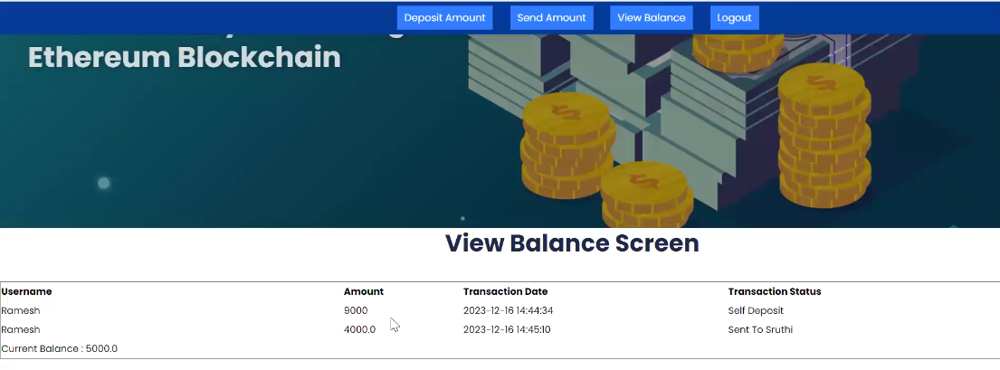 Deposit Amount Send Amount View Balance Logout
Ethereum Blockchain
View Balance Screen
Username Amount Transaction Date Transaction Status
Ramesh 9000 2023-12-16 14:44:34 Self Deposit
Ramesh 4000.0 2023-12-16 14:45:10 Sent To Sruthi
Current Balance : 5000.0